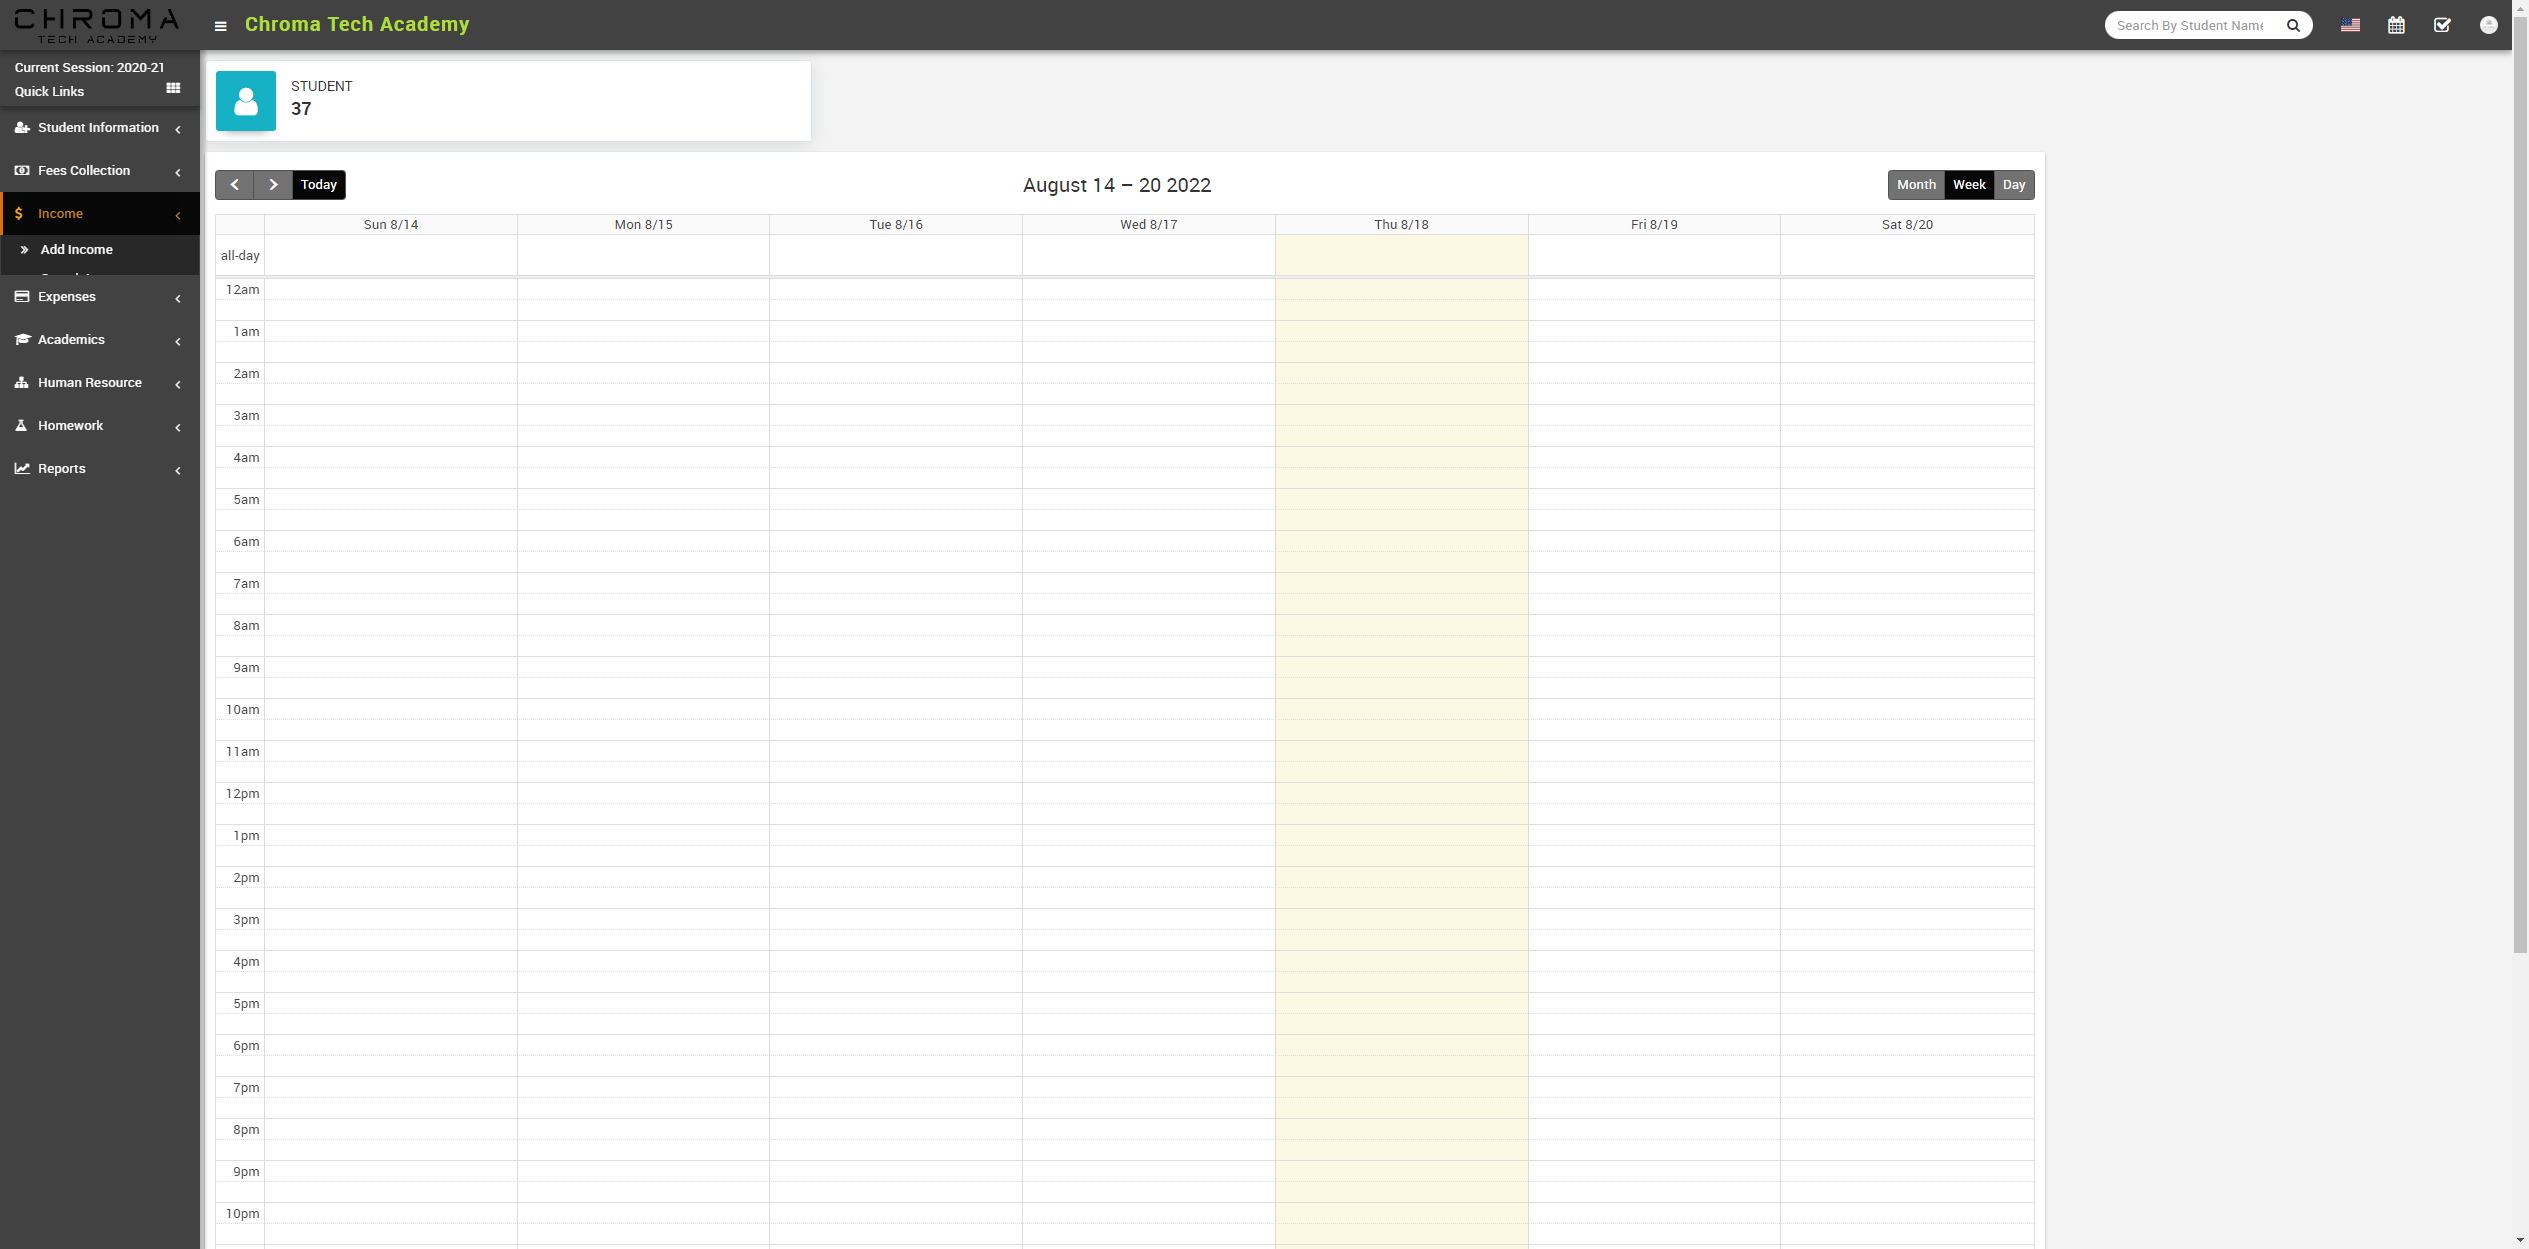 CHROMA
TECH ACADEMY
Chroma Tech Academy
Search By Student Name
Current Session: 2020-21
Quick Links
Student Information
Fees Collection
Income
Add Income
Expenses
Academics
Human Resource
Homework
Reports
STUDENT
37
Today
August 14 – 20 2022
Month Week Day
Sun 8/14 Mon 8/15 Tue 8/16 Wed 8/17 Thu 8/18 Fri 8/19 Sat 8/20
all-day
12am
1am
2am
3am
4am
5am
6am
7am
8am
9am
10am
11am
12pm
1pm
2pm
3pm
4pm
5pm
6pm
7pm
8pm
9pm
10pm